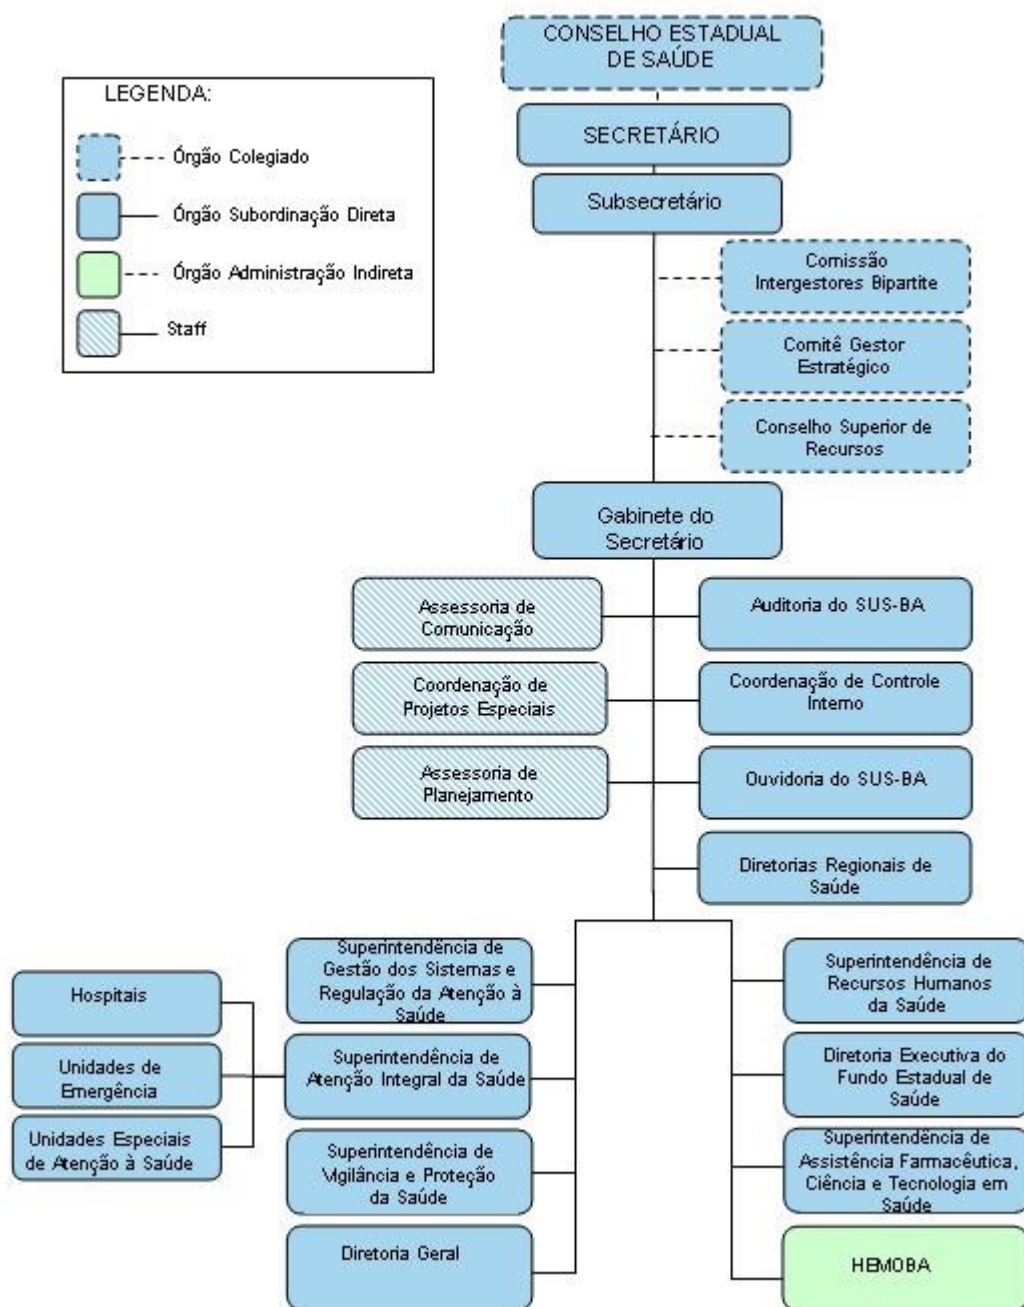 CONSELHO ESTADUAL
DE SAÚDE
LEGENDA:
Órgão Colegiado
Órgão Subordinação Direta
Órgão Administração Indireta
Staff
SECRETÁRIO
Subsecretário
Comissão
Intergestores Bipartite
Comitê Gestor
Estratégico
Conselho Superior de
Recursos
Gabinete do
Secretário
Assessoria de
Comunicação
Auditoria do SUS-BA
Coordenação de
Projetos Especiais
Coordenação de Controle
Interno
Assessoria de
Planejamento
Ouvidoria do SUS-BA
Diretorias Regionais de
Saúde
Superintendência de
Gestão dos Sistemas e
Regulação da Atenção à
Saúde
Superintendência de
Recursos Humanos
da Saúde
Hospitais
Unidades de
Emergência
Unidades Especiais
de Atenção à Saúde
Superintendência de
Atenção Integral da Saúde
Diretoria Executiva do
Fundo Estadual de
Saúde
Superintendência de
Vigilância e Proteção
da Saúde
Superintendência de
Assistência Farmacêutica,
Ciência e Tecnologia em
Saúde
Diretoria Geral
HEMOBA